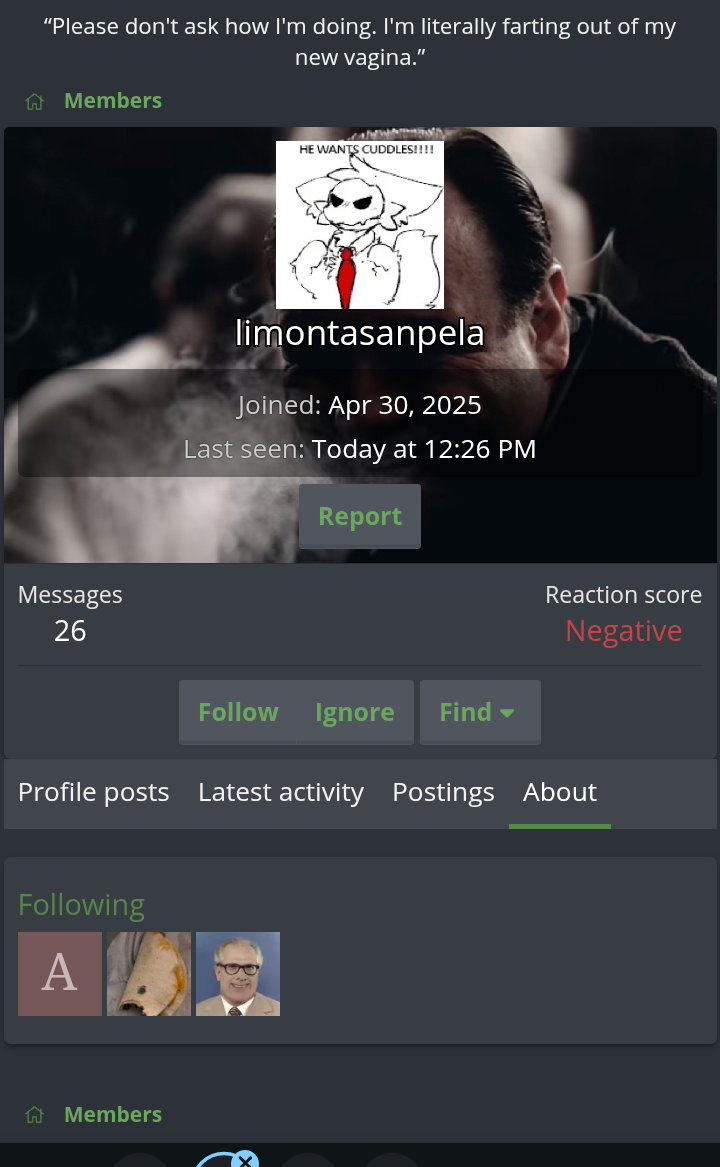 “Please don't ask how I'm doing. I'm literally farting out of my
new vagina.”
Members
HE WANTS CUDDLES!!!!
limontasanpela
Joined: Apr 30, 2025
Last seen: Today at 12:26 PM
Report
Messages
26
Reaction score
Negative
Follow
Ignore
Find
Profile posts
Latest activity
Postings
About
Following
A
Members